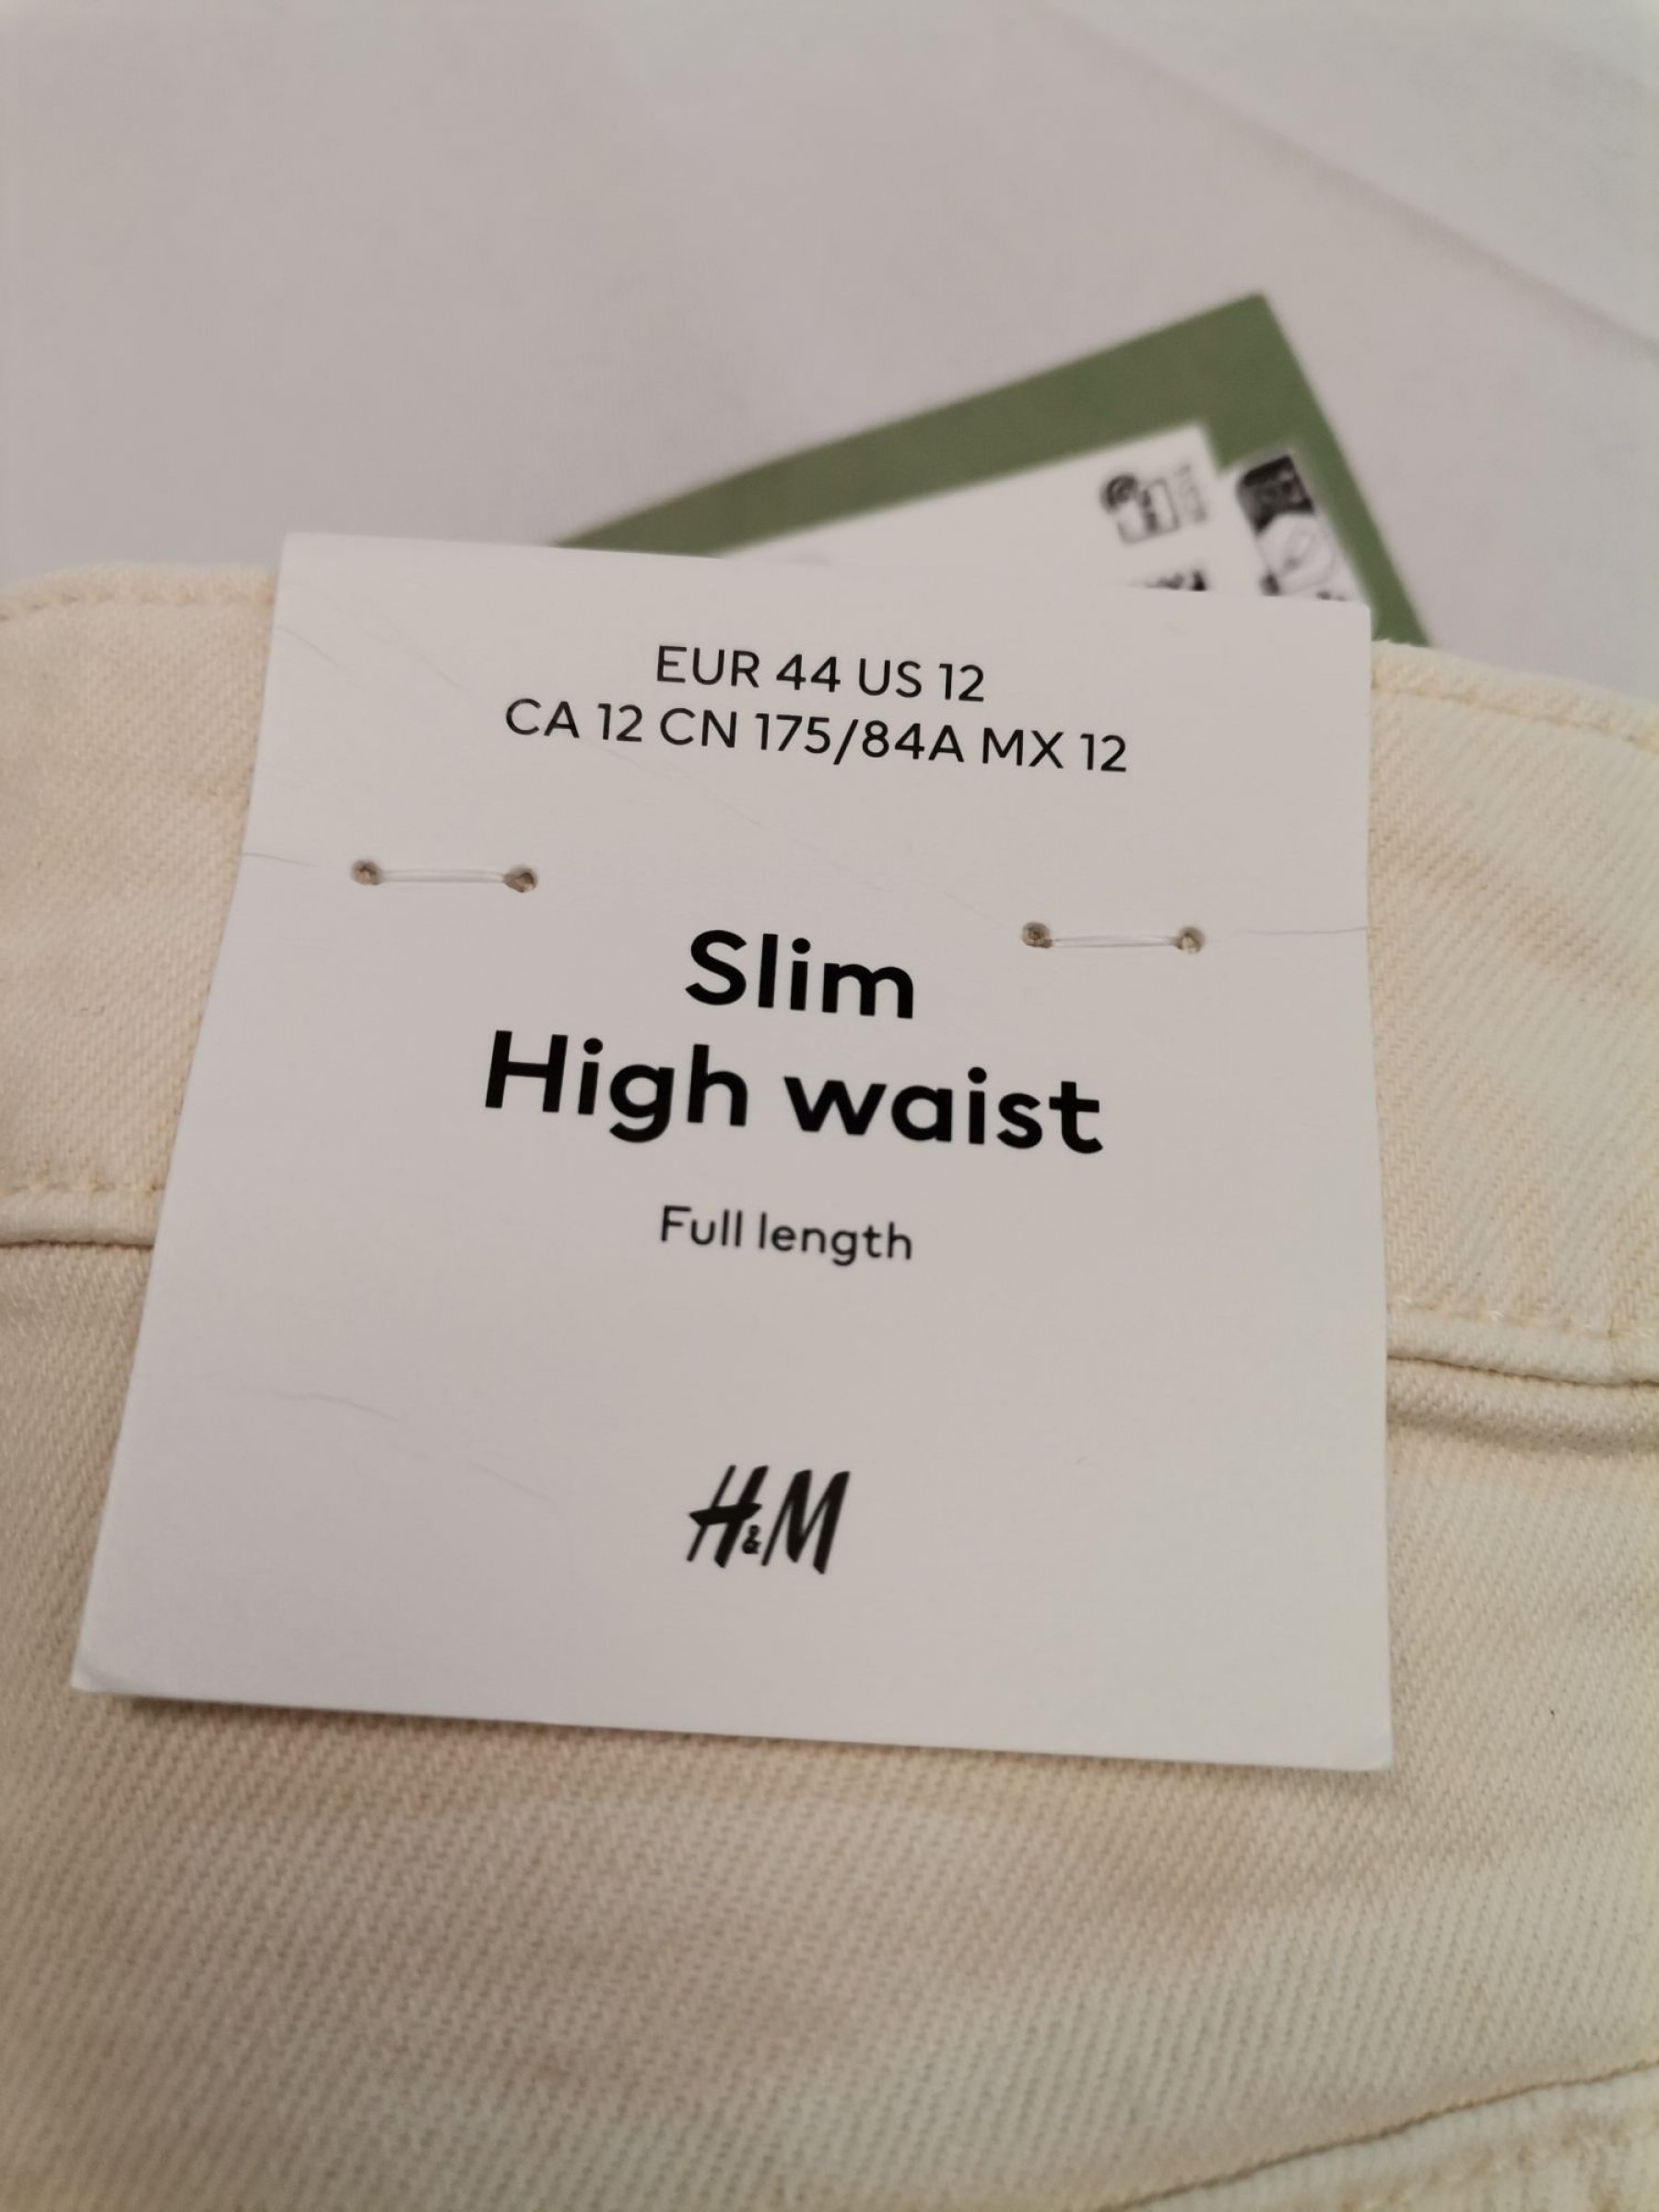 EUR 44 US 12
CA 12 CN 175/84A MX 12
Slim
High waist
Full length
H&M